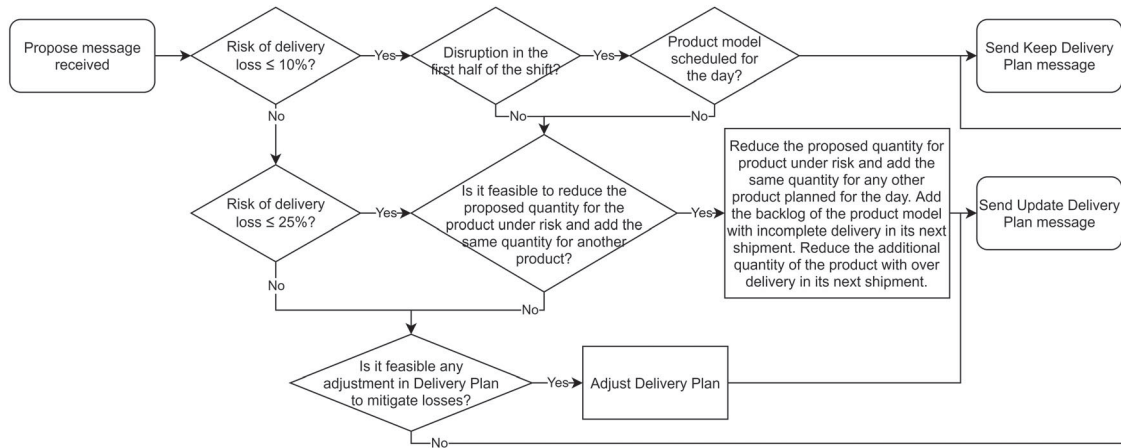 Propose message
received
Risk of delivery
loss ≤ 10%?
Yes
Disruption in the
first half of the shift?
Yes
Product model
scheduled for
the day?
Send Keep Delivery
Plan message
No
No
No
Risk of delivery
loss ≤ 25%?
Yes
Is it feasible to reduce the
proposed quantity for the
product under risk and add the
same quantity for another
product?
Yes
Reduce the proposed quantity for
product under risk and add the
same quantity for any other
product planned for the day. Add
the backlog of the product model
with incomplete delivery in its next
shipment. Reduce the additional
quantity of the product with over
delivery in its next shipment.
Send Update Delivery
Plan message
No
No
Is it feasible any
adjustment in Delivery Plan
to mitigate losses?
Yes
Adjust Delivery Plan
No